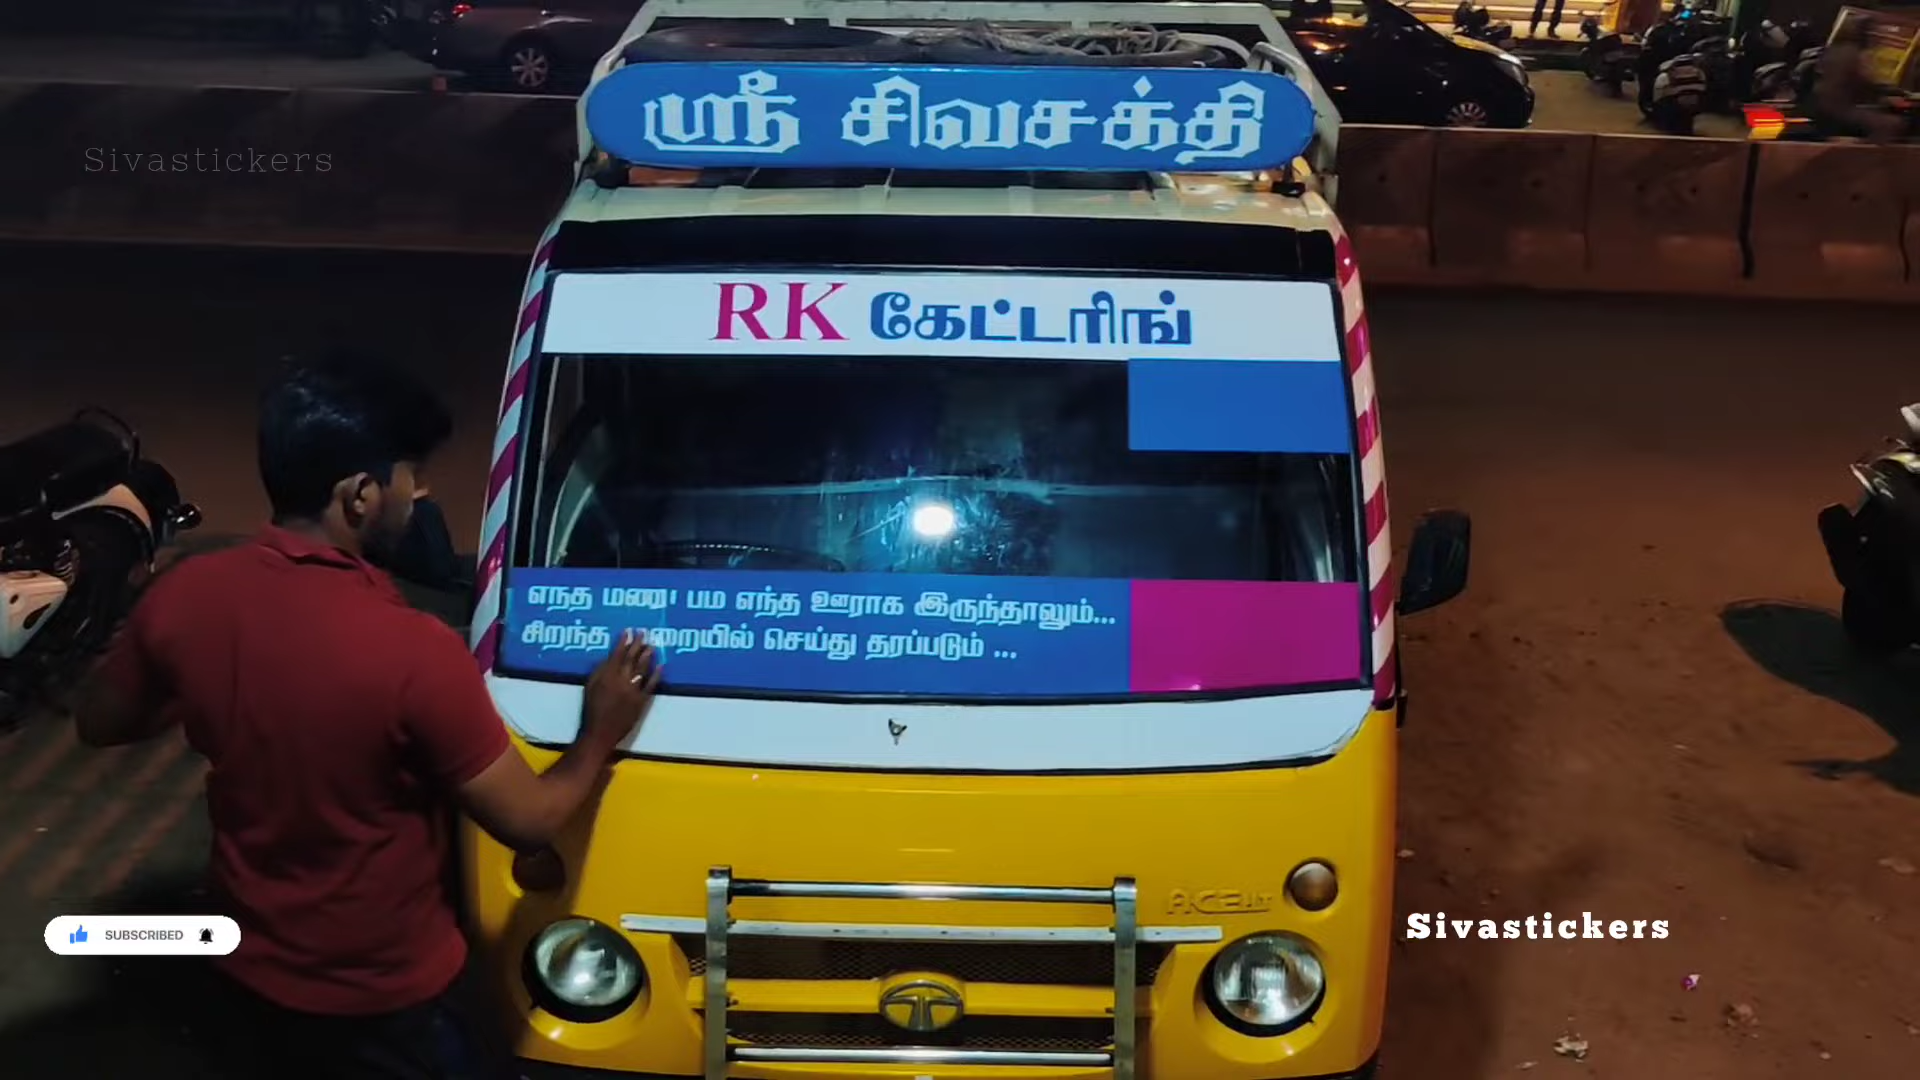 ஸ்ரீ சிவசக்தி
Sivastickers
RK கேட்டரிங்
எந்த ஊராக இருந்தாலும்...
சிறந்த செய்து தரப்படும் ...
ACE
SUBSCRIBED
Sivastickers